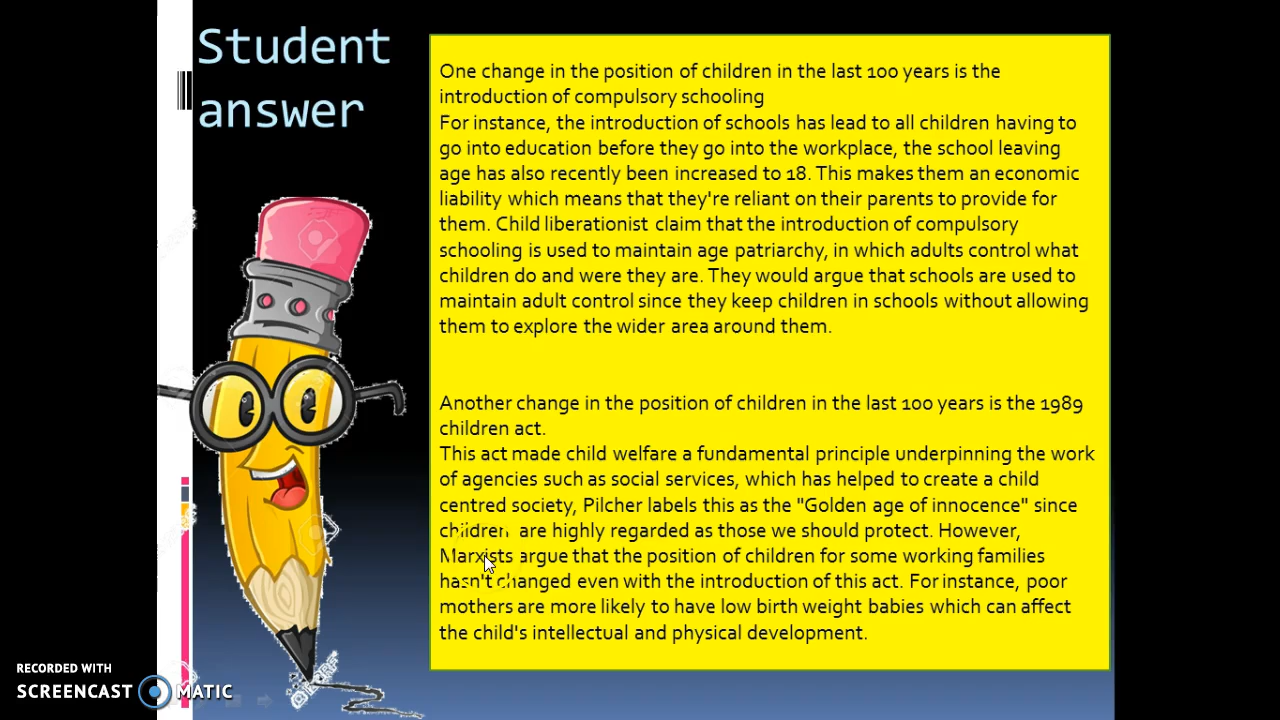 Student
answer
One change in the position of children in the last 100 years is the
introduction of compulsory schooling
For instance, the introduction of schools has lead to all children having to
go into education before they go into the workplace, the school leaving
age has also recently been increased to 18. This makes them an economic
liability which means that they're reliant on their parents to provide for
them. Child liberationist claim that the introduction of compulsory
schooling is used to maintain age patriarchy, in which adults control what
children do and were they are. They would argue that schools are used to
maintain adult control since they keep children in schools without allowing
them to explore the wider area around them.
Another change in the position of children in the last 100 years is the 1989
children act.
This act made child welfare a fundamental principle underpinning the work
of agencies such as social services, which has helped to create a child
centred society, Pilcher labels this as the "Golden age of innocence" since
children are highly regarded as those we should protect. However,
Marxists argue that the position of children for some working families
hasn't changed even with the introduction of this act. For instance, poor
mothers are more likely to have low birth weight babies which can affect
the child's intellectual and physical development.
RECORDED WITH
SCREENCAST MATIC